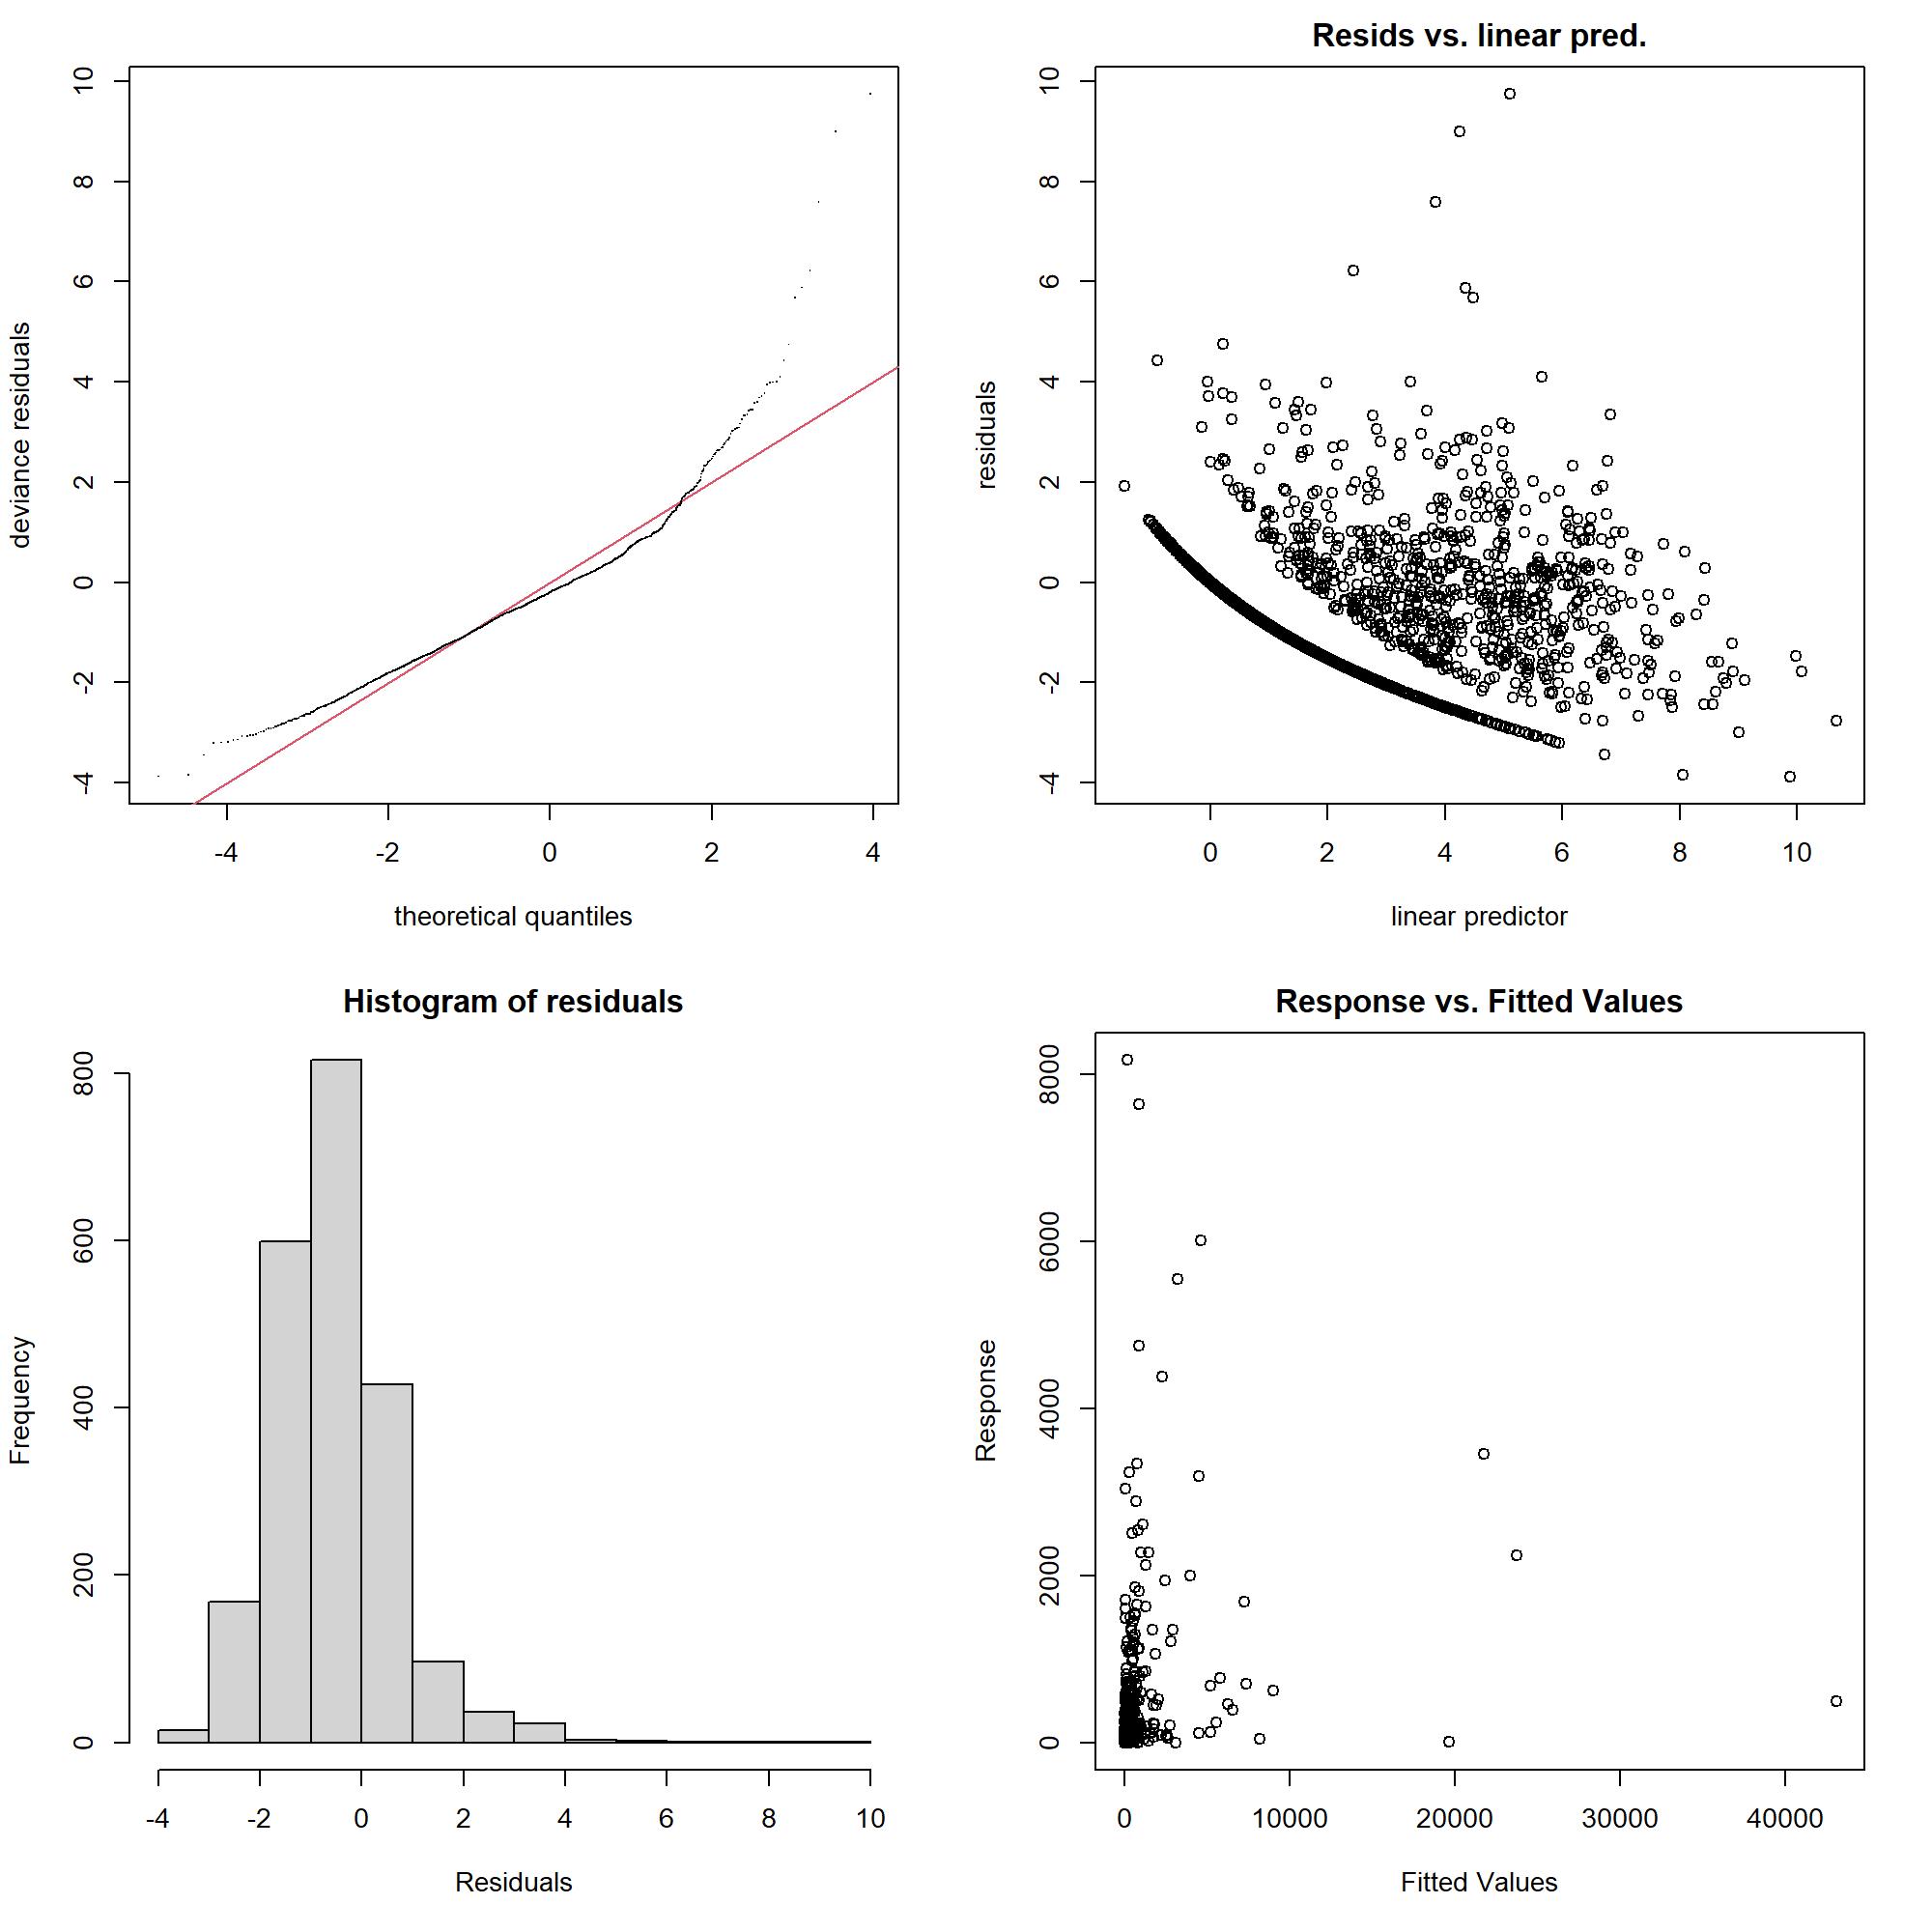 10
8
6
4
2
0
-2
-4
deviance residuals
-4 -2 0 2 4
theoretical quantiles
Resids vs. linear pred.
10
8
6
4
2
0
-2
-4
residuals
0 2 4 6 8 10
linear predictor
Histogram of residuals
800
600
400
200
0
Frequency
-4 -2 0 2 4 6 8 10
Residuals
Response vs. Fitted Values
8000
6000
4000
2000
0
Response
0 10000 20000 30000 40000
Fitted Values